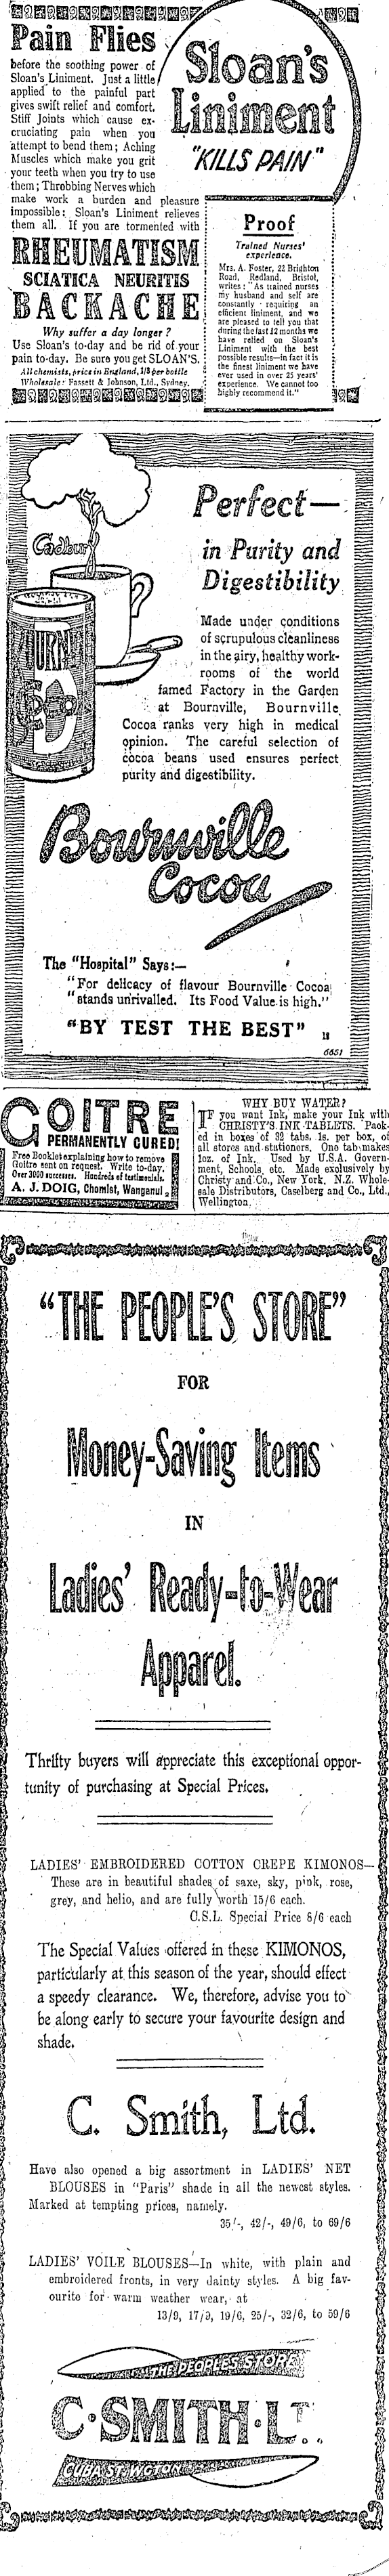 Pain Flies
before the soothing power of
Sloan's Liniment. Just a little
applied to the painful part
gives swift relief and comfort.
Stiff Joints which cause ex-
cruciating pain when you
attempt to bend them; Aching
Muscles which make you grit
your teeth when you try to use
them; Throbbing Nerves which
make work a burden and pleasure
impossible: Sloan's Liniment relieves
them all. If you are tormented with
RHEUMATISM
SCIATICA NEURITIS
BACKACHE
Why suffer a day longer?
Use Sloan's to-day and be rid of your
pain to-day. Be sure you get SLOAN'S.
All chemists, price in England, 1/3 per bottle
Wholesale: Fassett & Johnson, Ltd., Sydney.
Sloan's
Liniment
"KILLS PAIN"
Proof
Trained Nurses'
experience.
Mrs. A. Foster, 22 Brighton
Road, Redland, Bristol,
writes: "As trained nurses
my husband and self are
constantly requiring an
efficient liniment, and we
are pleased to tell you that
during the last 12 months we
have relied on Sloan's
Liniment with the best
possible results—in fact it is
the finest liniment we have
ever used in over 25 years'
experience. We cannot too
highly recommend it."
Cadbury
Perfect—
in Purity and
Digestibility
Made under conditions
of scrupulous cleanliness
in the airy, healthy work-
rooms of the world
famed Factory in the Garden
at Bournville, Bournville
Cocoa ranks very high in medical
opinion. The careful selection of
cocoa beans used ensures perfect
purity and digestibility.
Bournville
Cocoa
The "Hospital" Says:—
"For delicacy of flavour Bournville Cocoa
"stands unrivalled. Its Food Value is high."
"BY TEST THE BEST"
GOITRE
PERMANENTLY CURED!
Free Booklet explaining how to remove
Goitre sent on request. Write to-day.
Over 3000 successes. Hundreds of testimonials.
A. J. DOIG, Chemist, Wanganui
WHY BUY WATER?
IF you want Ink, make your Ink with
CHRISTY'S INK TABLETS. Pack-
ed in boxes of 32 tabs. 1s. per box, of
all stores and stationers. One tab makes
1oz. of Ink. Used by U.S.A. Govern-
ment, Schools, etc. Made exclusively by
Christy and Co., New York. N.Z. Whole-
sale Distributors, Caselberg and Co., Ltd.,
Wellington.
"THE PEOPLE'S STORE"
FOR
Money-Saving Items
IN
Ladies' Ready-to-Wear
Apparel.
Thrifty buyers will appreciate this exceptional oppor-
tunity of purchasing at Special Prices.
LADIES' EMBROIDERED COTTON CREPE KIMONOS—
These are in beautiful shades of saxe, sky, pink, rose,
grey, and helio, and are fully worth 15/6 each.
C.S.L. Special Price 8/6 each
The Special Values offered in these KIMONOS,
particularly at this season of the year, should effect
a speedy clearance. We, therefore, advise you to
be along early to secure your favourite design and
shade.
C. Smith, Ltd.
Have also opened a big assortment in LADIES' NET
BLOUSES in "Paris" shade in all the newest styles.
Marked at tempting prices, namely.
35/-, 42/-, 49/6, to 69/6
LADIES' VOILE BLOUSES—In white, with plain and
embroidered fronts, in very dainty styles. A big fav-
ourite for warm weather wear, at
13/9, 17/9, 19/6, 25/-, 32/6, to 59/6
THE PEOPLES STORE
C·SMITH·LT.
CUBA ST. WGTON